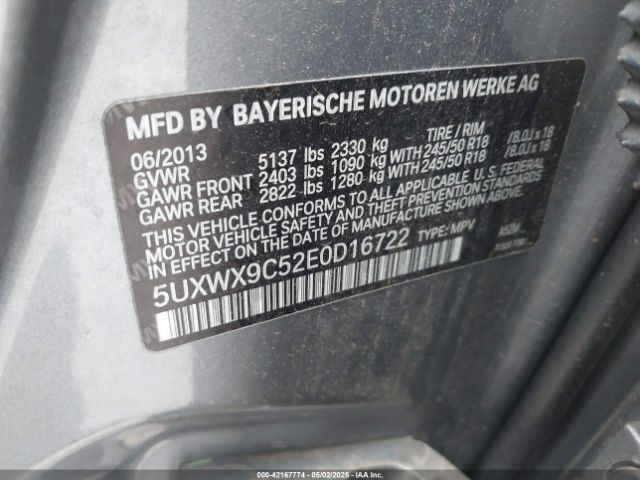 MFD BY BAYERISCHE MOTOREN WERKE AG
06/2013 TIRE / RIM
GVWR 5137 lbs 2330 kg
GAWR FRONT 2403 lbs 1090 kg WITH 245/50 R18 /8.0J x 18
GAWR REAR 2822 lbs 1280 kg WITH 245/50 R18 /8.0J x 18
THIS VEHICLE CONFORMS TO ALL APPLICABLE U.S. FEDERAL
MOTOR VEHICLE SAFETY, BUMPER AND THEFT PREVENTION STANDARDS
IN EFFECT ON THE DATE OF MANUFACTURE SHOWN ABOVE.
5UXWX9C52E0D16722 TYPE: MPV
000-42167774 - 05/02/2025 - IAAI.COM